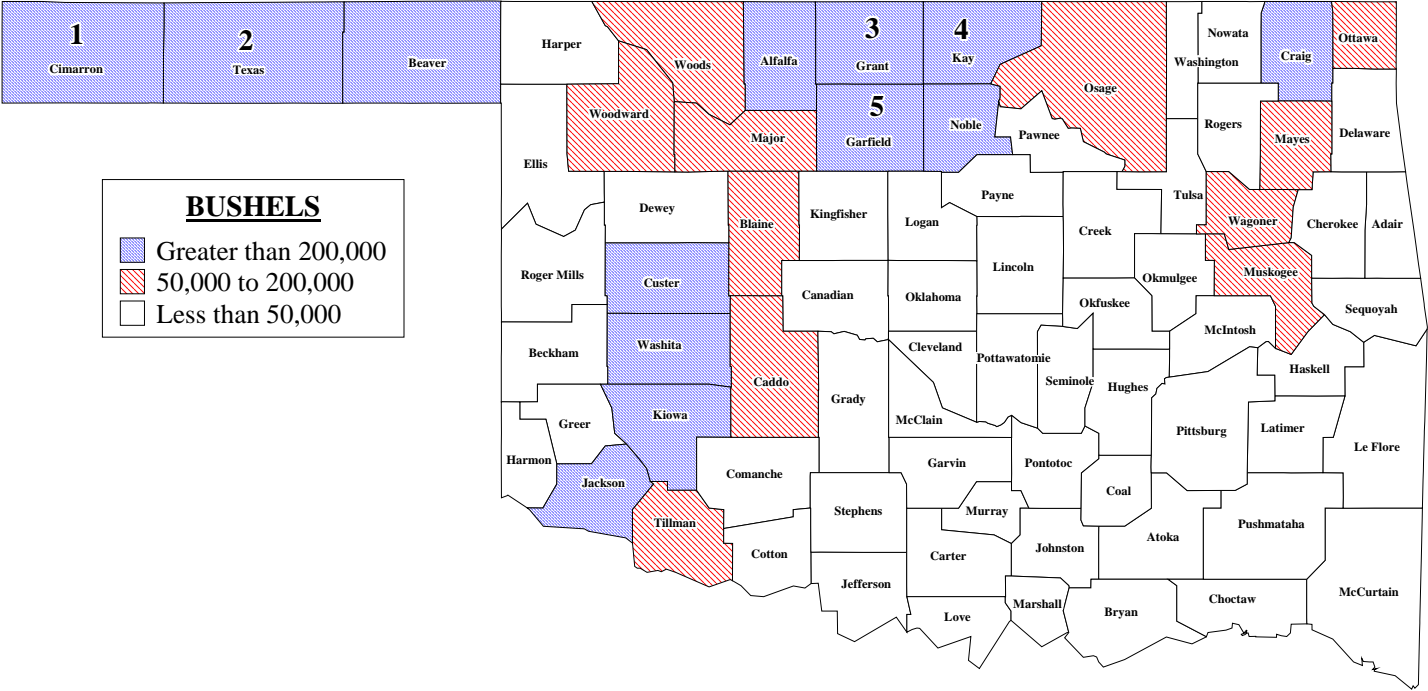 1
Cimarron
2
Texas
Beaver
Harper
Woods
Alfalfa
3
Grant
4
Kay
Osage
Washington
Nowata
Craig
Ottawa
Woodward
Major
5
Garfield
Noble
Pawnee
Rogers
Mayes
Delaware
Ellis
Dewey
Blaine
Kingfisher
Logan
Payne
Creek
Tulsa
Wagoner
Cherokee
Adair
BUSHELS
Greater than 200,000
50,000 to 200,000
Less than 50,000
Roger Mills
Custer
Canadian
Oklahoma
Lincoln
Okmulgee
Muskogee
Okfuskee
McIntosh
Sequoyah
Beckham
Washita
Caddo
Cleveland
Pottawatomie
Seminole
Hughes
Haskell
Greer
Kiowa
Grady
McClain
Pittsburg
Latimer
Le Flore
Harmon
Jackson
Comanche
Garvin
Pontotoc
Coal
Tillman
Stephens
Murray
Atoka
Pushmataha
Cotton
Carter
Johnston
Jefferson
Love
Marshall
Bryan
Choctaw
McCurtain